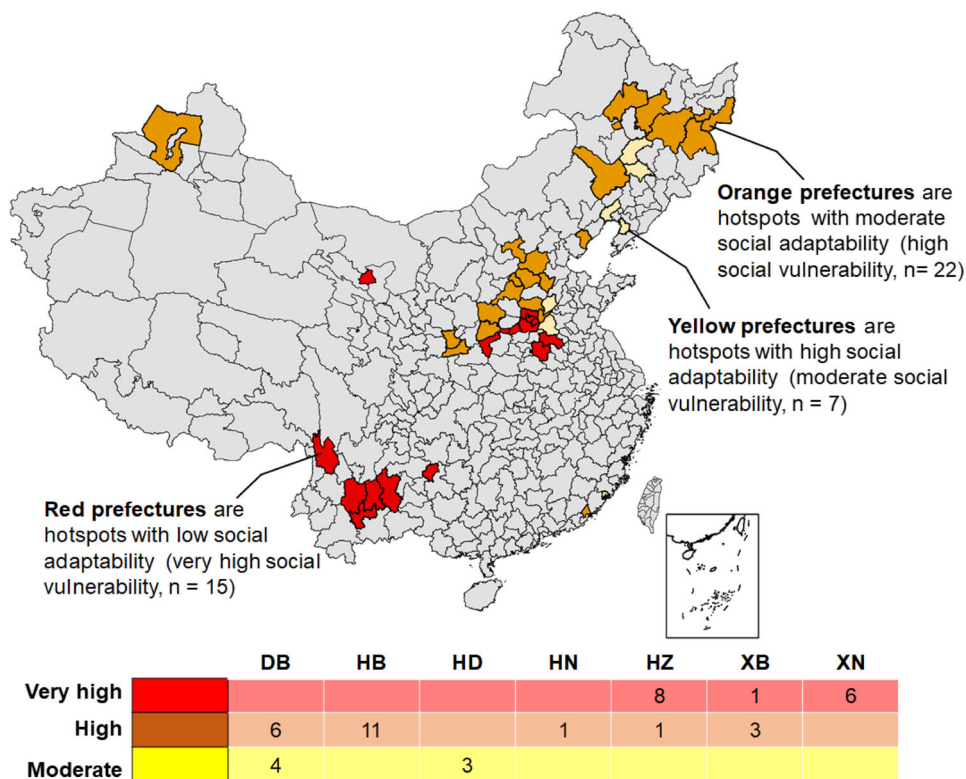 Orange prefectures are
hotspots with moderate
social adaptability (high
social vulnerability, n= 22)
Yellow prefectures are
hotspots with high social
adaptability (moderate social
vulnerability, n = 7)
Red prefectures are
hotspots with low social
adaptability (very high social
vulnerability, n = 15)
DB HB HD HN HZ XB XN
Very high 8 1 6
High 6 11 1 1 3
Moderate 4 3